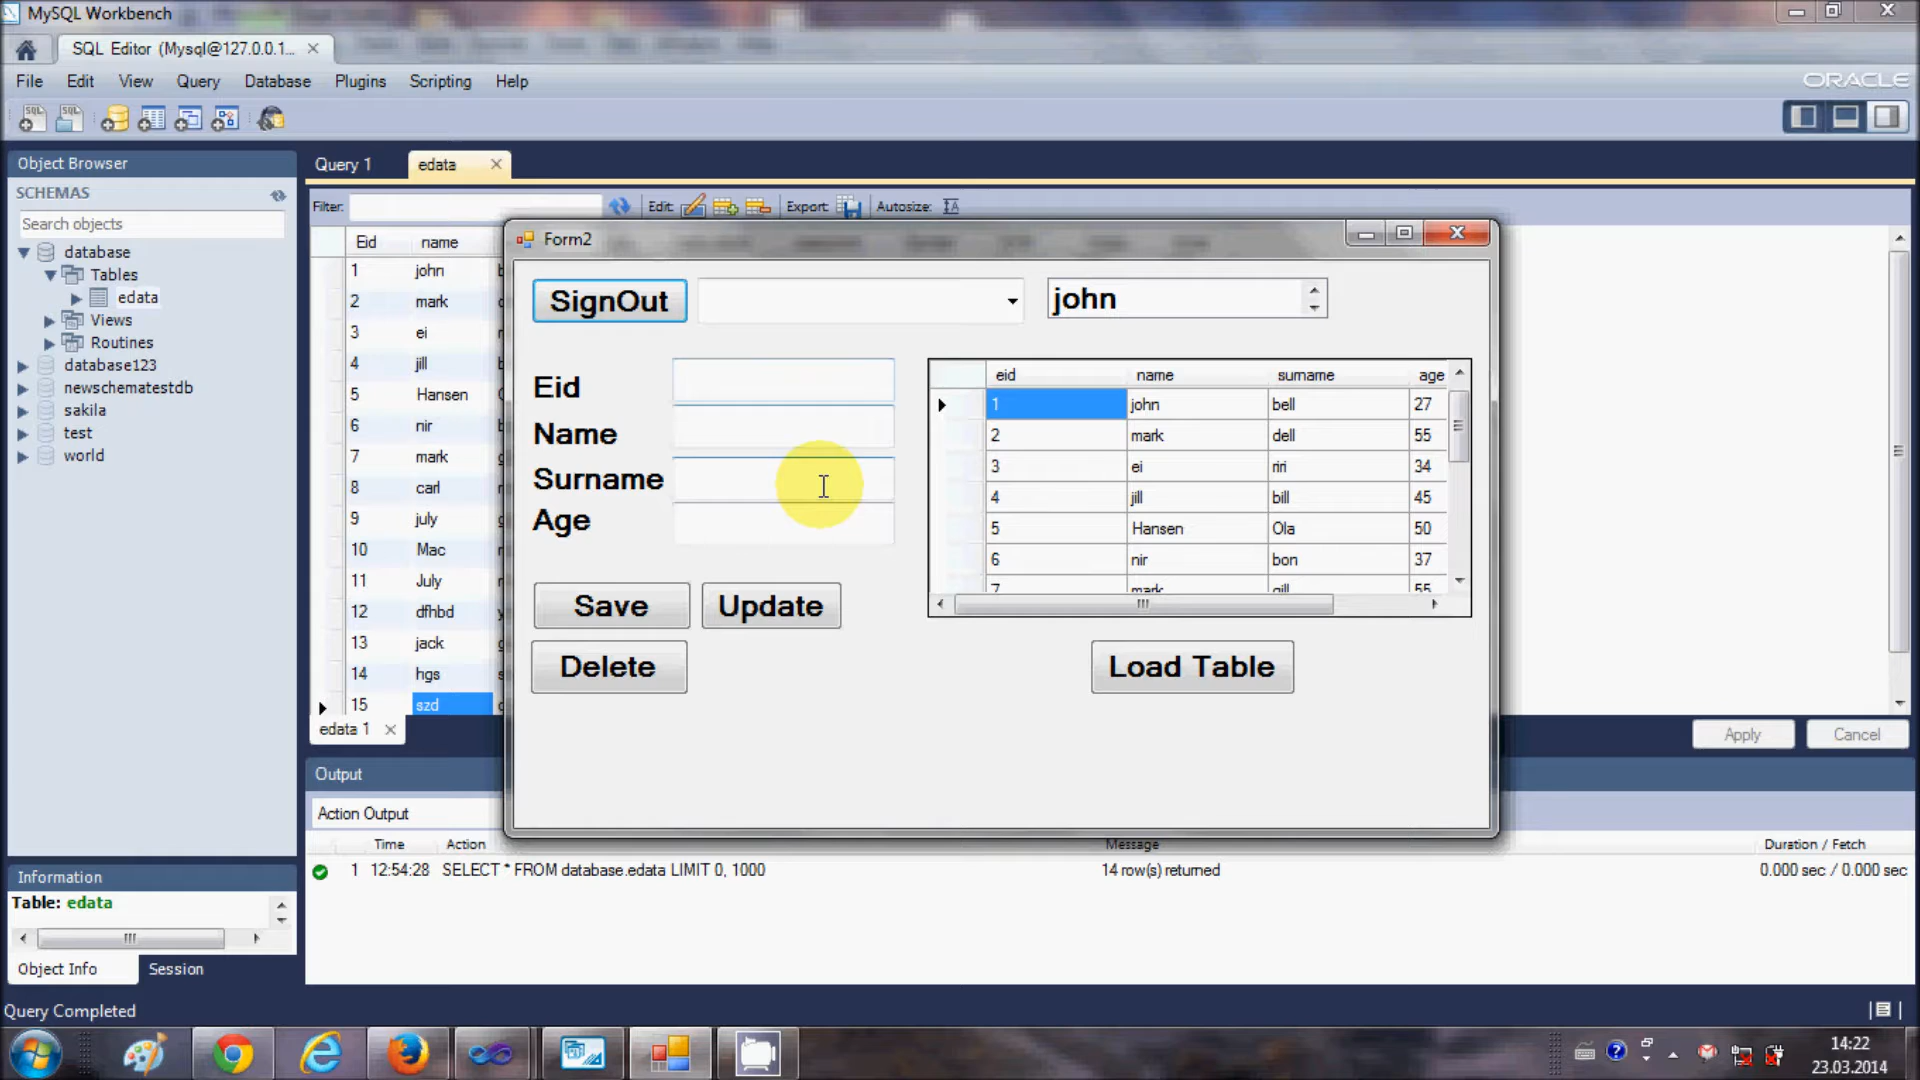 MySQL Workbench
SQL Editor (Mysql@127.0.0.1...
File Edit View Query Database Plugins Scripting Help
ORACLE
Object Browser
SCHEMAS
Search objects
database
Tables
edata
Views
Routines
database123
newschematestdb
sakila
test
world
Query 1
edata
Filter:
Edit:
Export:
Autosize:
Eid name
1 john
2 mark
3 ei
4 jill
5 Hansen
6 nir
7 mark
8 carl
9 july
10 Mac
11 July
12 dfhbd
13 jack
14 hgs
15 szd
edata 1
Apply
Cancel
Form2
SignOut
john
Eid
Name
Surname
Age
Save
Update
Delete
eid name surname age
1 john bell 27
2 mark dell 55
3 ei riri 34
4 jill bill 45
5 Hansen Ola 50
6 nir bon 37
7 mark gill 55
Load Table
Output
Action Output
Time Action Message Duration / Fetch
1 12:54:28 SELECT * FROM database.edata LIMIT 0, 1000 14 row(s) returned 0.000 sec / 0.000 sec
Information
Table: edata
Object Info
Session
Query Completed
14:22
23.03.2014